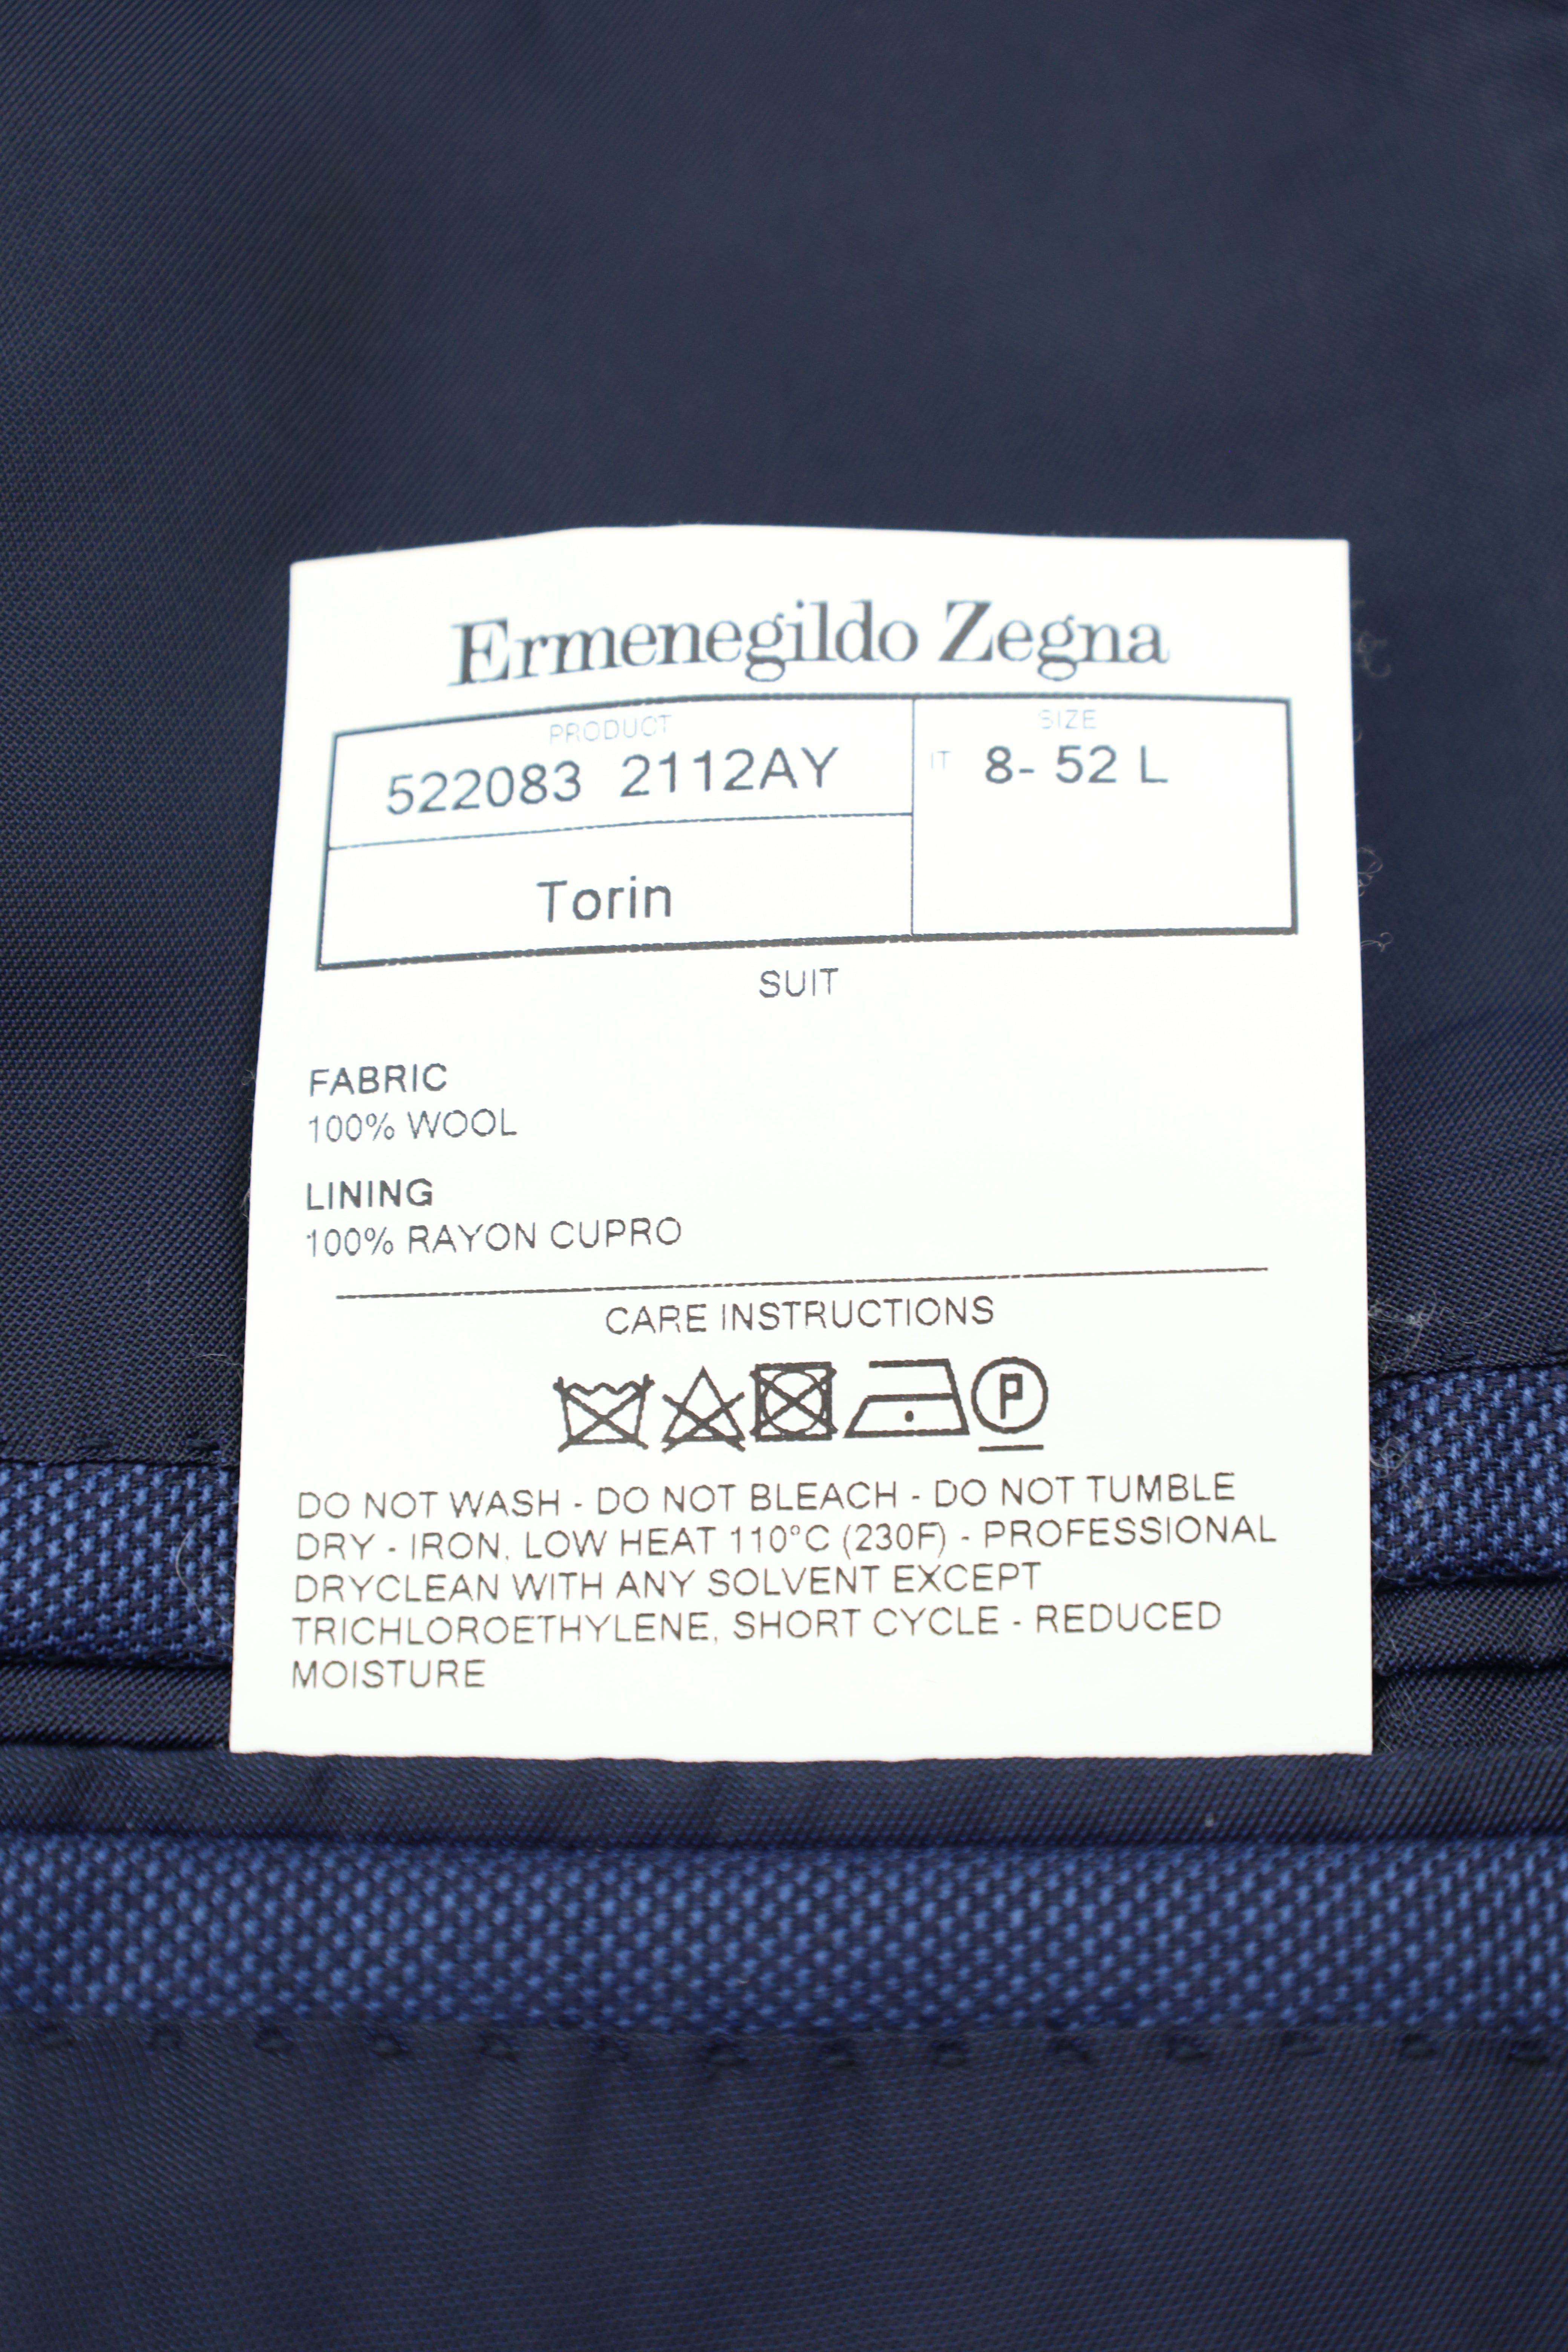 Ermenegildo Zegna
PRODUCT
SIZE
522083 2112AY
IT 8- 52 L
Torin
SUIT
FABRIC
100% WOOL
LINING
100% RAYON CUPRO
CARE INSTRUCTIONS
P
DO NOT WASH - DO NOT BLEACH - DO NOT TUMBLE
DRY - IRON, LOW HEAT 110°C (230F) - PROFESSIONAL
DRYCLEAN WITH ANY SOLVENT EXCEPT
TRICHLOROETHYLENE, SHORT CYCLE - REDUCED
MOISTURE